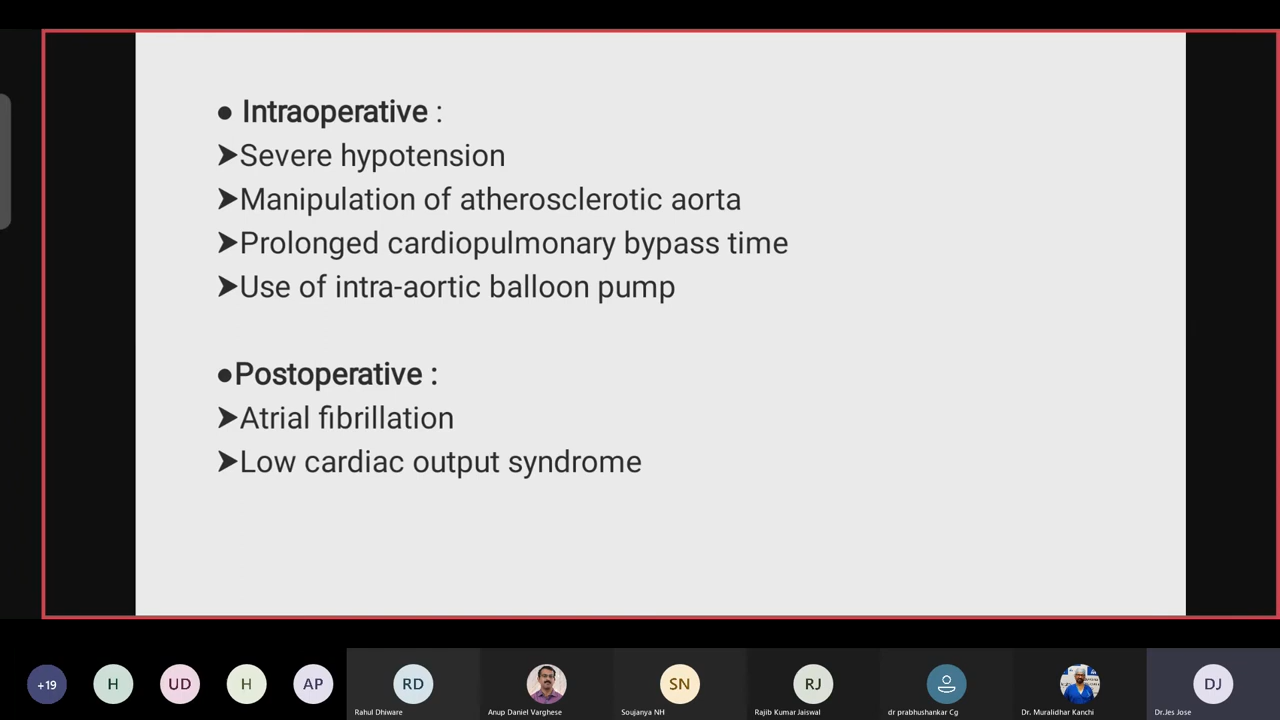 ● Intraoperative :
➤Severe hypotension
➤Manipulation of atherosclerotic aorta
➤Prolonged cardiopulmonary bypass time
➤Use of intra-aortic balloon pump
●Postoperative :
➤Atrial fibrillation
➤Low cardiac output syndrome
+19 H UD H AP RD SN RJ DJ
Rahul Dhiware Anup Daniel Varghese Soujanya NH Rajib Kumar Jaiswal dr prabhushankar Cg Dr. Muralidhar Kanchi Dr.Jes Jose